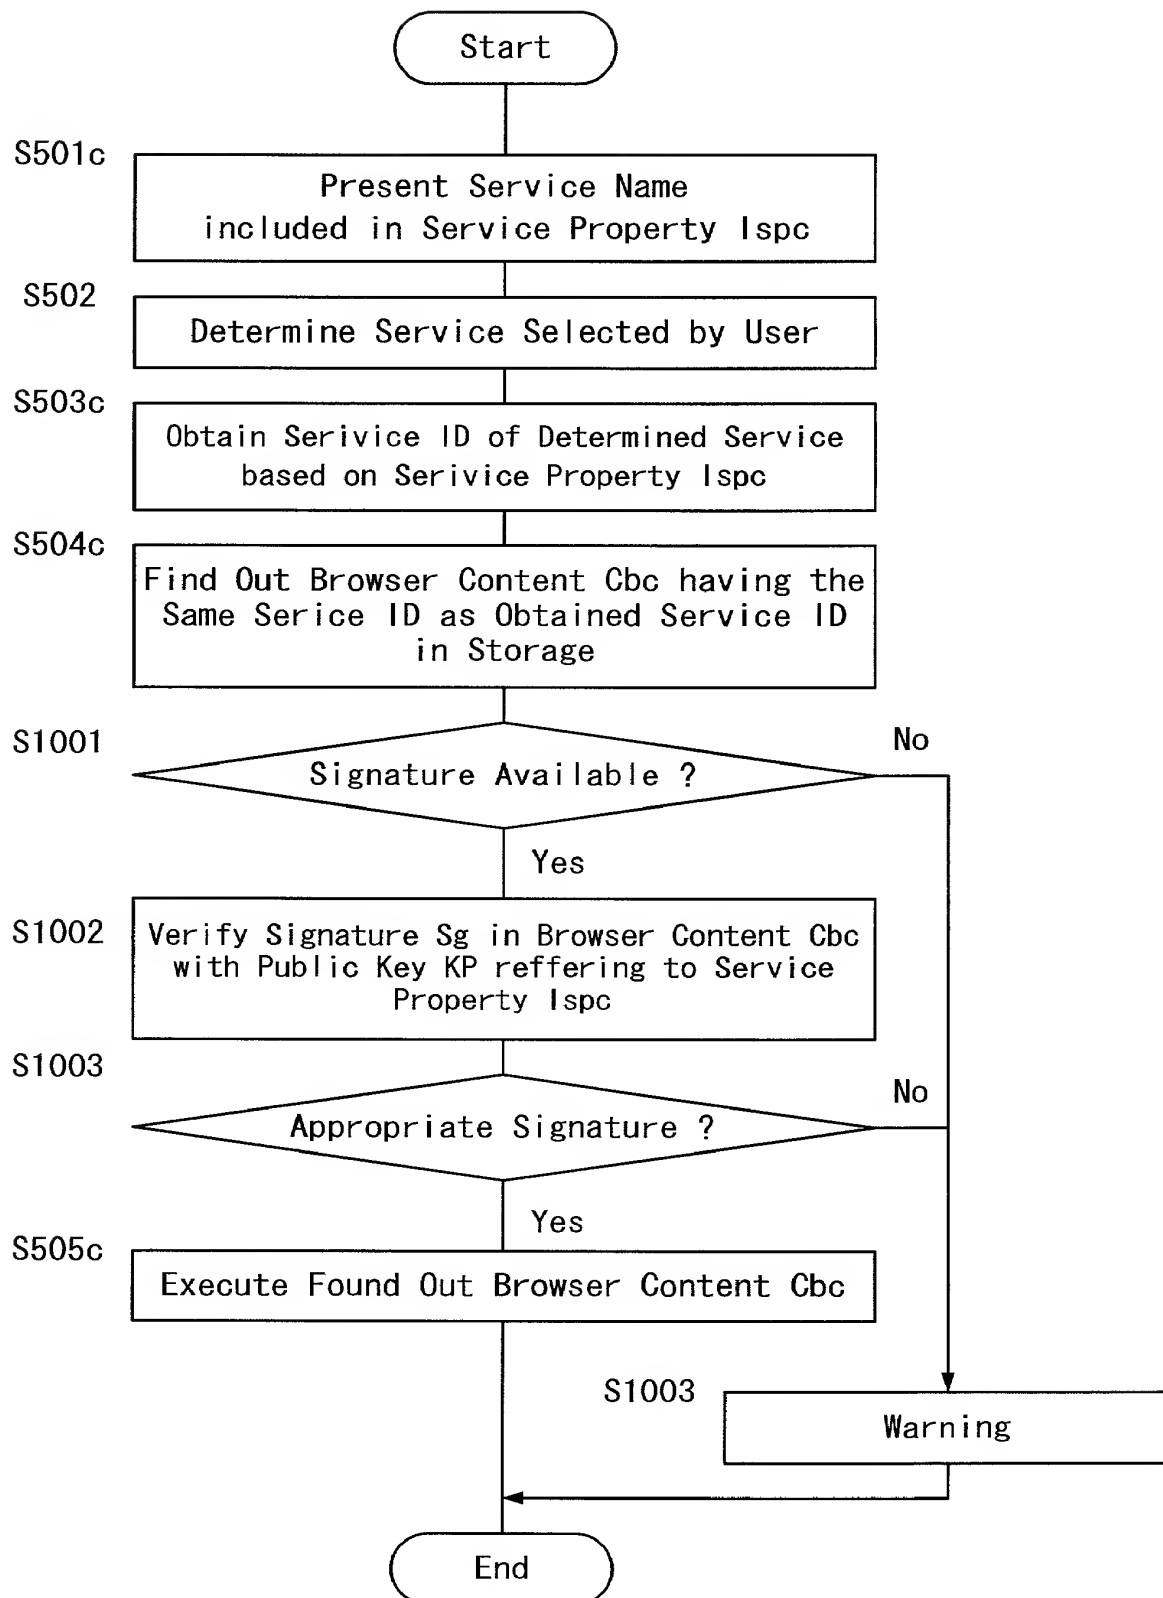 Start
S501c
Present Service Name
included in Service Property Ispc
S502
Determine Service Selected by User
S503c
Obtain Serivice ID of Determined Service
based on Serivice Property Ispc
S504c
Find Out Browser Content Cbc having the
Same Serice ID as Obtained Service ID
in Storage
S1001
Signature Available ?
No
Yes
S1002
Verify Signature Sg in Browser Content Cbc
with Public Key KP reffering to Service
Property Ispc
S1003
Appropriate Signature ?
No
Yes
S505c
Execute Found Out Browser Content Cbc
S1003
Warning
End